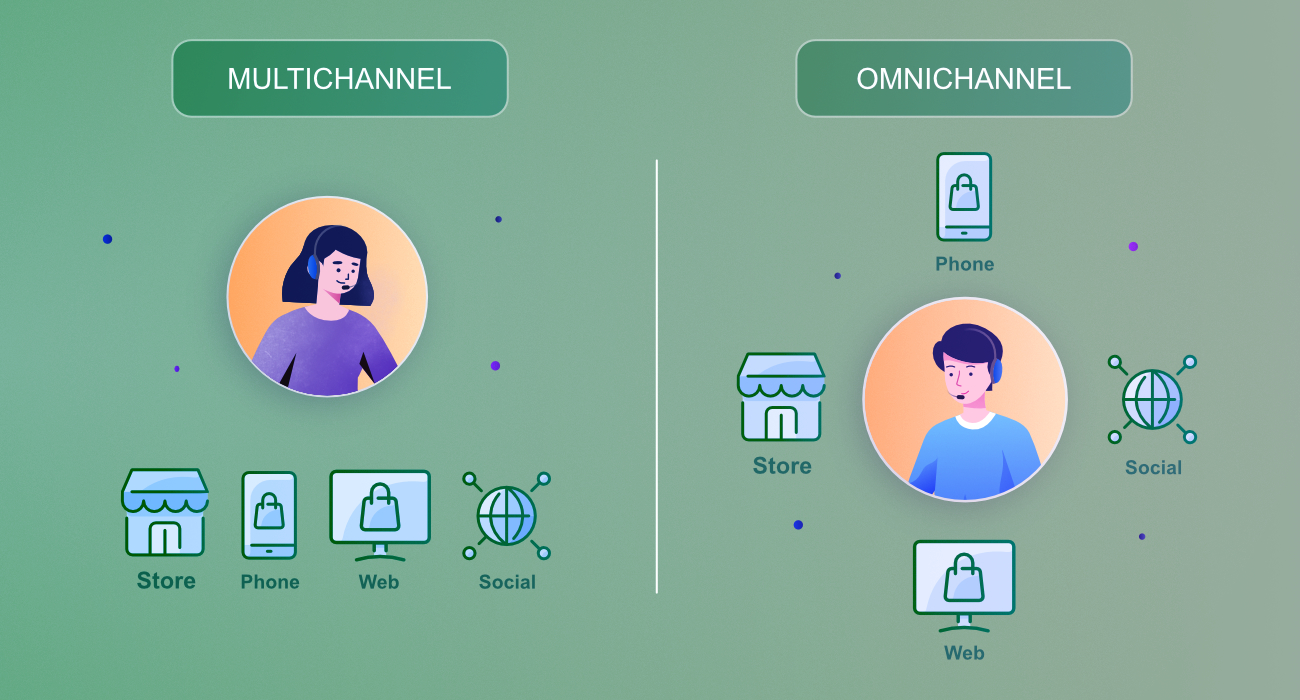 MULTICHANNEL
Store
Phone
Web
Social
OMNICHANNEL
Phone
Store
Social
Web